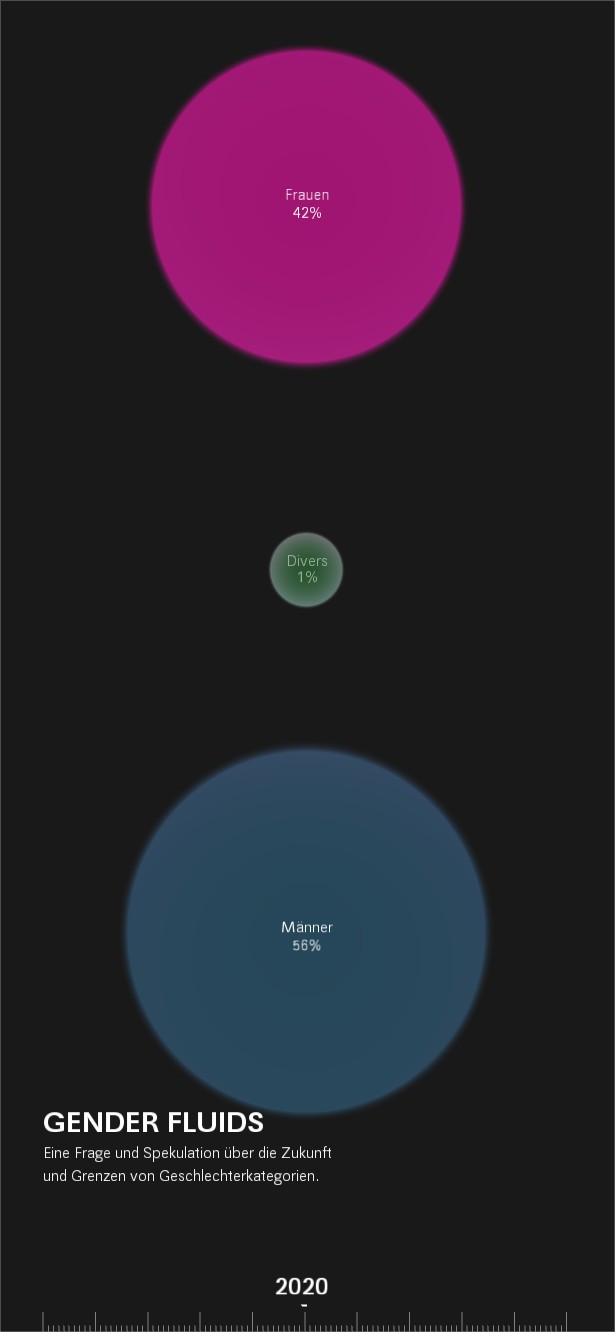 Frauen
42%
Divers
1%
Männer
56%
GENDER FLUIDS
Eine Frage und Spekulation über die Zukunft
und Grenzen von Geschlechterkategorien.
2020